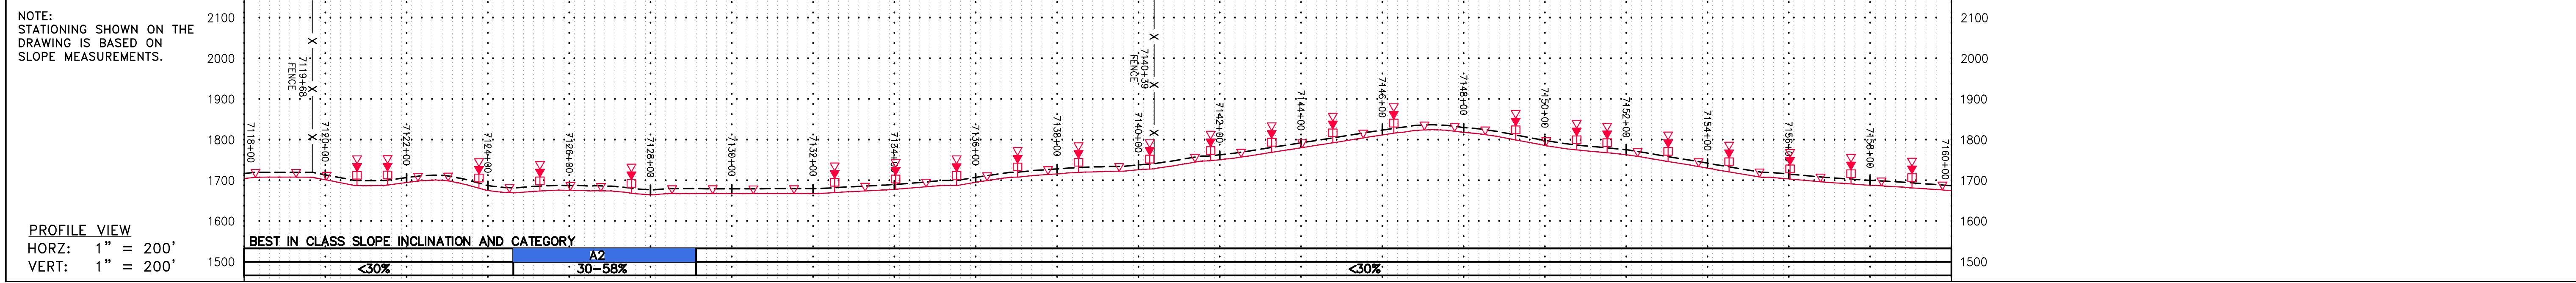 NOTE:
STATIONING SHOWN ON THE
DRAWING IS BASED ON
SLOPE MEASUREMENTS.
PROFILE VIEW
HORZ: 1" = 200'
VERT: 1" = 200'
2100
2000
1900
1800
1700
1600
1500
7119+68
FENCE
7140+39
FENCE
7118+00
7120+00
7122+00
7124+00
7126+00
7128+00
7130+00
7132+00
7134+00
7136+00
7138+00
7140+00
7142+00
7144+00
7146+00
7148+00
7150+00
7152+00
7154+00
7156+00
7158+00
7160+00
X
X
X
X
X
X
BEST IN CLASS SLOPE INCLINATION AND CATEGORY
A2
<30%
30-58%
<30%
2100
2000
1900
1800
1700
1600
1500